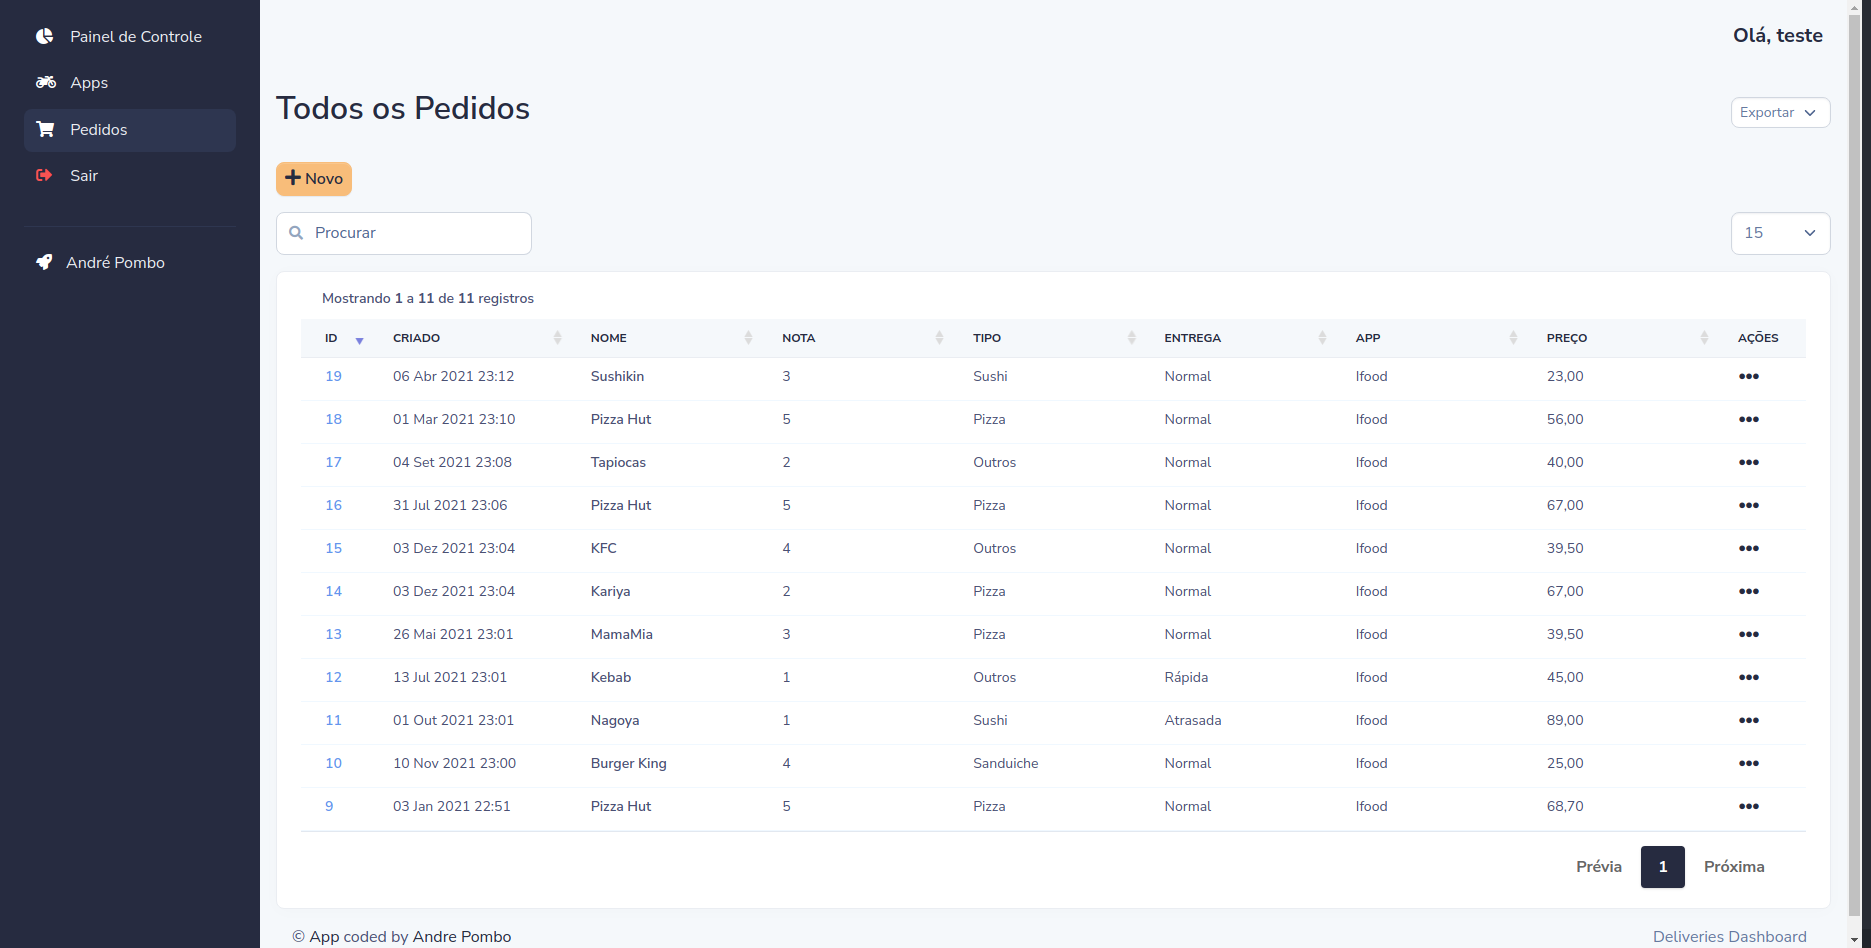 Painel de Controle
Apps
Pedidos
Sair
André Pombo
Olá, teste
Todos os Pedidos
Exportar
Novo
Procurar
15
Mostrando 1 a 11 de 11 registros
ID CRIADO NOME NOTA TIPO ENTREGA APP PREÇO AÇÕES
19 06 Abr 2021 23:12 Sushikin 3 Sushi Normal Ifood 23,00
18 01 Mar 2021 23:10 Pizza Hut 5 Pizza Normal Ifood 56,00
17 04 Set 2021 23:08 Tapiocas 2 Outros Normal Ifood 40,00
16 31 Jul 2021 23:06 Pizza Hut 5 Pizza Normal Ifood 67,00
15 03 Dez 2021 23:04 KFC 4 Outros Normal Ifood 39,50
14 03 Dez 2021 23:04 Kariya 2 Pizza Normal Ifood 67,00
13 26 Mai 2021 23:01 MamaMia 3 Pizza Normal Ifood 39,50
12 13 Jul 2021 23:01 Kebab 1 Outros Rápida Ifood 45,00
11 01 Out 2021 23:01 Nagoya 1 Sushi Atrasada Ifood 89,00
10 10 Nov 2021 23:00 Burger King 4 Sanduiche Normal Ifood 25,00
9 03 Jan 2021 22:51 Pizza Hut 5 Pizza Normal Ifood 68,70
Prévia 1 Próxima
© App coded by Andre Pombo
Deliveries Dashboard